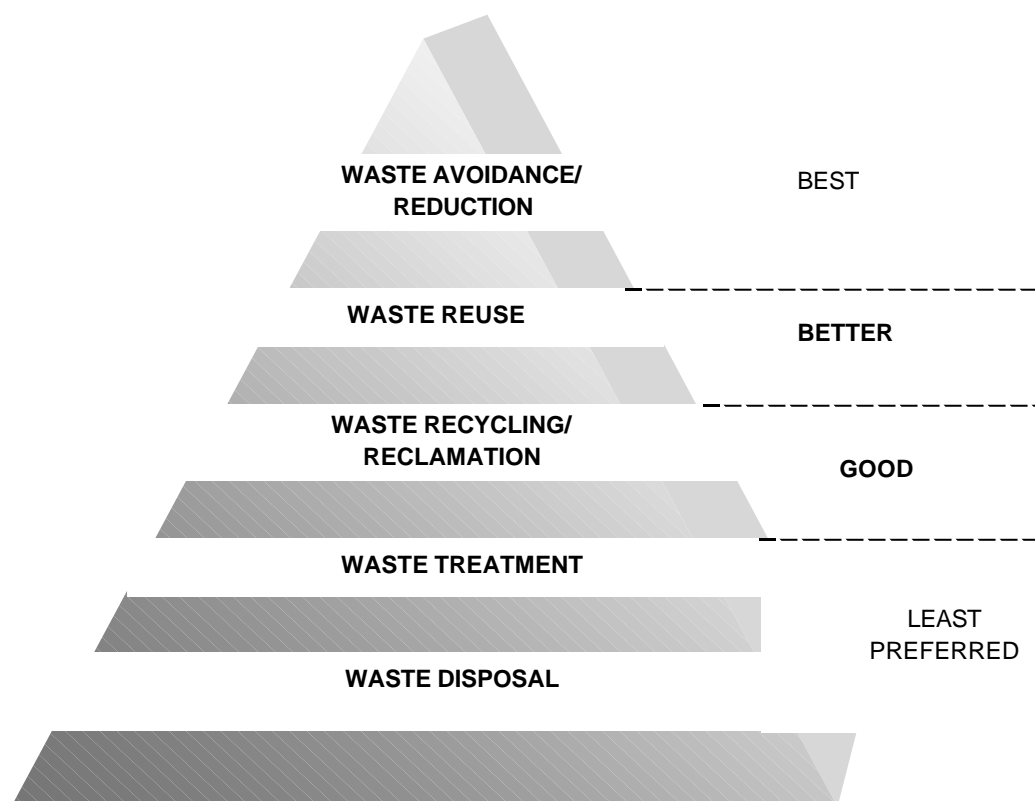 WASTE AVOIDANCE/
REDUCTION
BEST
WASTE REUSE
BETTER
WASTE RECYCLING/
RECLAMATION
GOOD
WASTE TREATMENT
LEAST
PREFERRED
WASTE DISPOSAL